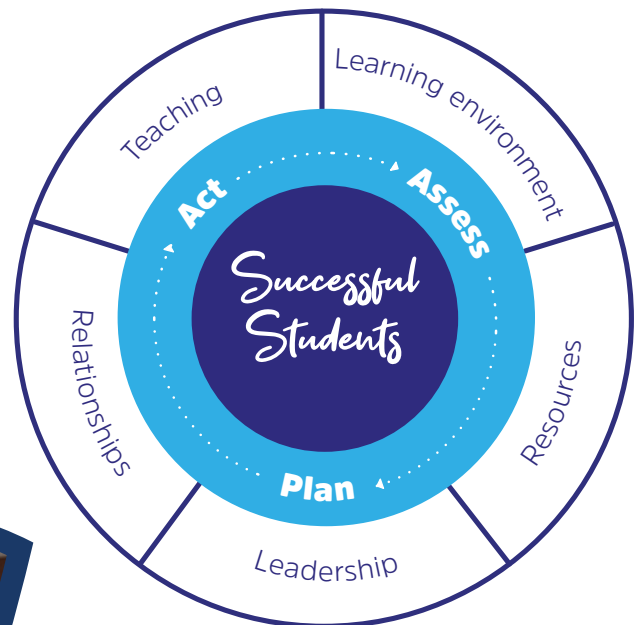 Teaching
Learning environment
Resources
Leadership
Relationships
Act
Assess
Plan
Successful
Students